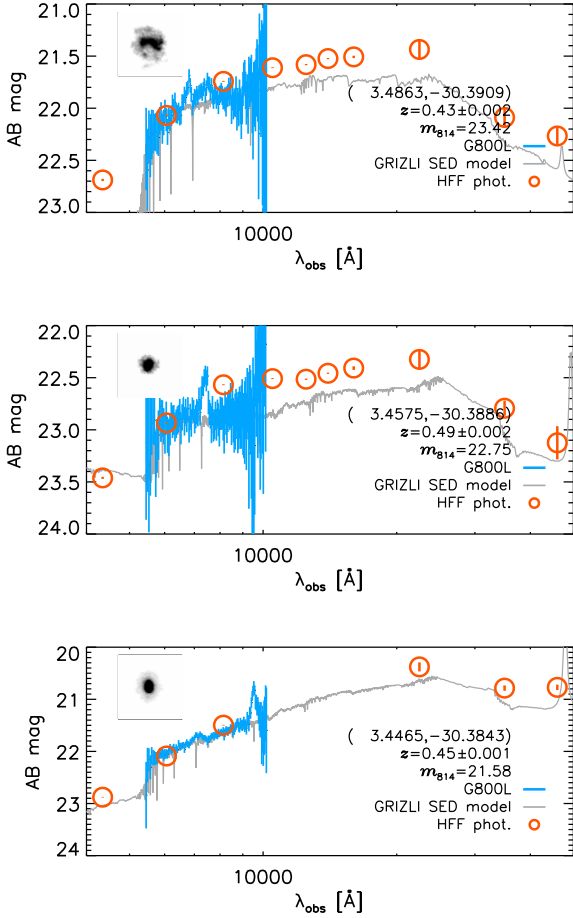 21.0
21.5
22.0
22.5
23.0
AB mag
( 3.4863,-30.3909)
z=0.43±0.002
m814=23.42
G800L
GRIZLI SED model
HFF phot.
10000
λobs [Å]
22.0
22.5
23.0
23.5
24.0
AB mag
( 3.4575,-30.3886)
z=0.49±0.002
m814=22.75
G800L
GRIZLI SED model
HFF phot.
10000
λobs [Å]
20
21
22
23
24
AB mag
( 3.4465,-30.3843)
z=0.45±0.001
m814=21.58
G800L
GRIZLI SED model
HFF phot.
10000
λobs [Å]